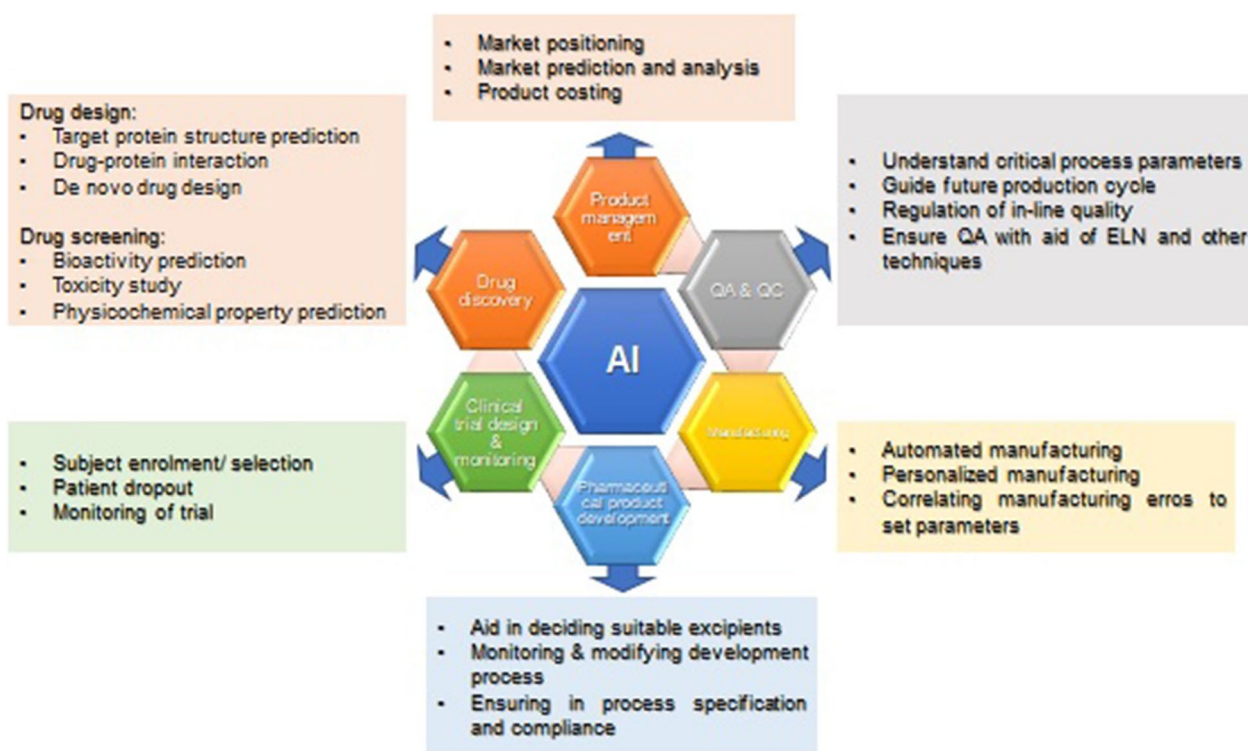 • Market positioning
• Market prediction and analysis
• Product costing
Drug design:
• Target protein structure prediction
• Drug-protein interaction
• De novo drug design
Drug screening:
• Bioactivity prediction
• Toxicity study
• Physicochemical property prediction
• Understand critical process parameters
• Guide future production cycle
• Regulation of in-line quality
• Ensure QA with aid of ELN and other
techniques
Product
managem
ent
Drug
discovery
QA & QC
AI
Clinical
trial design
&
monitoring
Manufacturing
Pharmaceuti
cal product
development
• Subject enrolment/ selection
• Patient dropout
• Monitoring of trial
• Automated manufacturing
• Personalized manufacturing
• Correlating manufacturing erros to
set parameters
• Aid in deciding suitable excipients
• Monitoring & modifying development
process
• Ensuring in process specification
and compliance